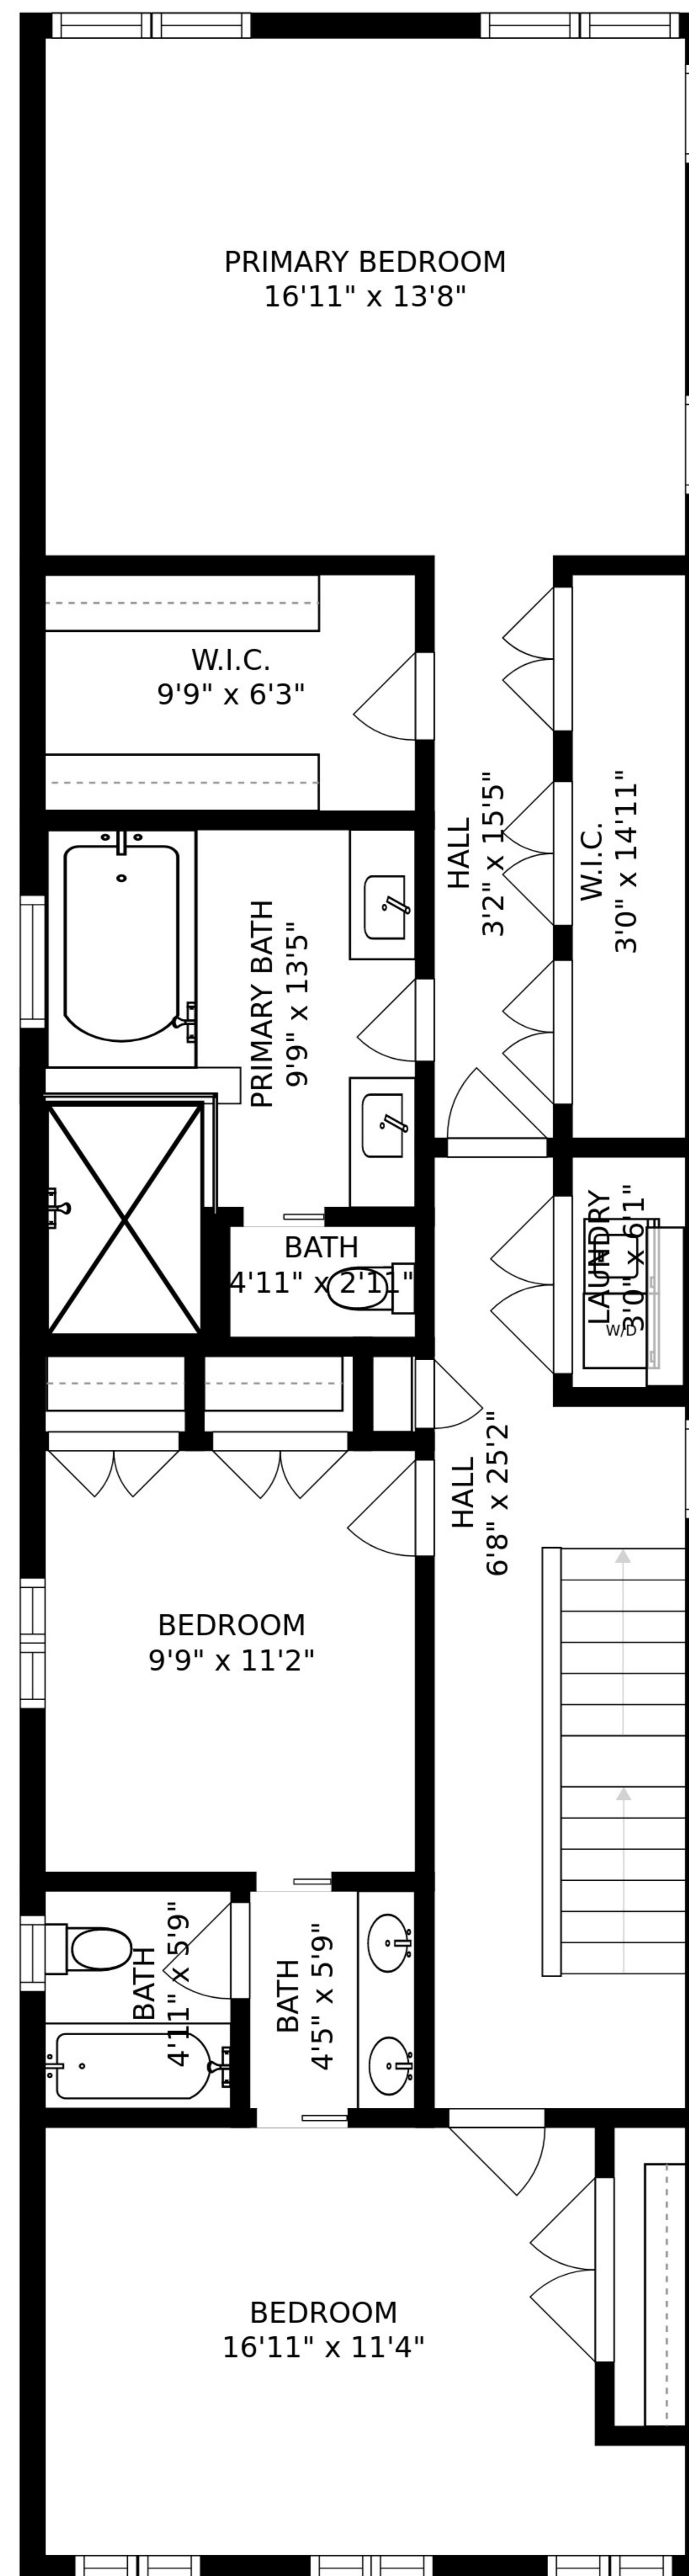 PRIMARY BEDROOM
16'11" x 13'8"
W.I.C.
9'9" x 6'3"
HALL
3'2" x 15'5"
W.I.C.
3'0" x 14'11"
PRIMARY BATH
9'9" x 13'5"
BATH
4'11" x 2'11"
LAUNDRY
3'0" x 6'1"
W/D
HALL
6'8" x 25'2"
BEDROOM
9'9" x 11'2"
BATH
4'11" x 5'9"
BATH
4'5" x 5'9"
BEDROOM
16'11" x 11'4"